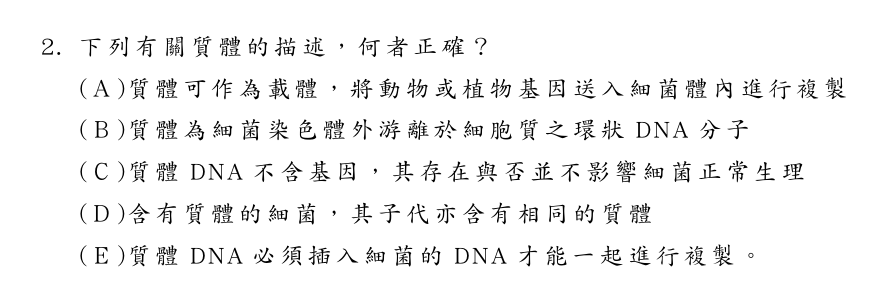 2. 下列有關質體的描述，何者正確？
(A)質體可作為載體，將動物或植物基因送入細菌體內進行複製
(B)質體為細菌染色體外游離於細胞質之環狀 DNA 分子
(C)質體 DNA 不含基因，其存在與否並不影響細菌正常生理
(D)含有質體的細菌，其子代亦含有相同的質體
(E)質體 DNA 必須插入細菌的 DNA 才能一起進行複製。